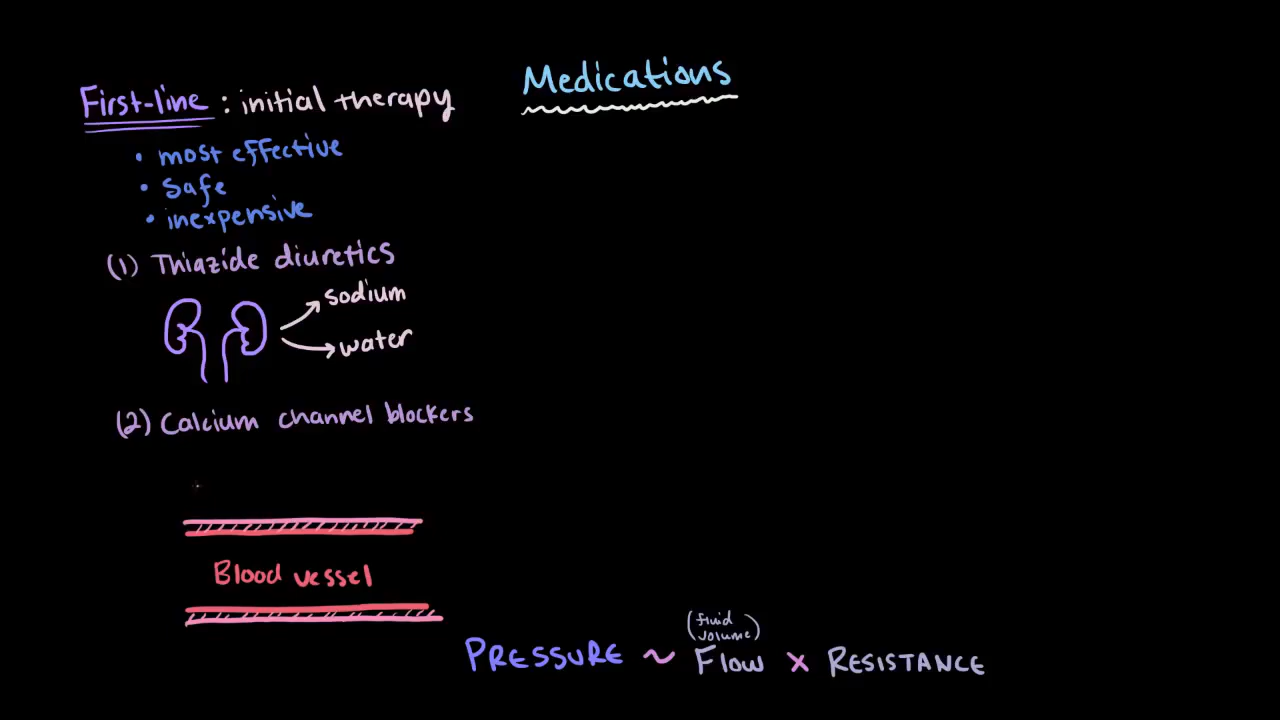 Medications
First-line : initial therapy
• most effective
• safe
• inexpensive
(1) Thiazide diuretics
sodium
water
(2) Calcium channel blockers
Blood vessel
(fluid
volume)
PRESSURE ~ Flow x RESISTANCE